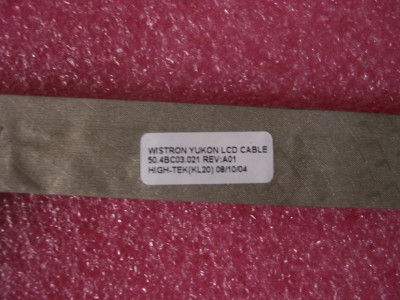 WISTRON YUKON LCD CABLE
50.4BC03.021 REV:A01
HIGH-TEK(KL20) 08/10/04